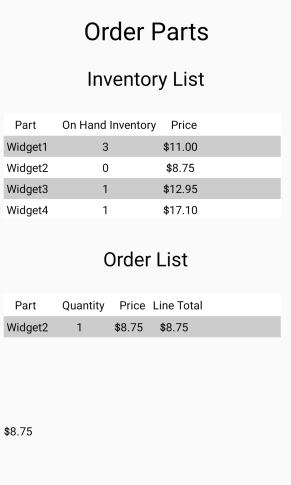 Order Parts
Inventory List
Part On Hand Inventory Price
Widget1 3 $11.00
Widget2 0 $8.75
Widget3 1 $12.95
Widget4 1 $17.10
Order List
Part Quantity Price Line Total
Widget2 1 $8.75 $8.75
$8.75